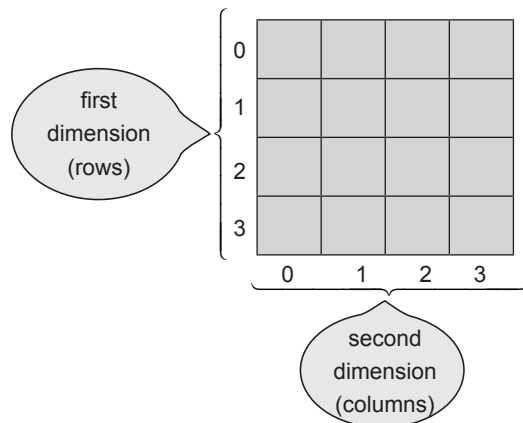 0
1
2
3
first
dimension
(rows)
0 1 2 3
second
dimension
(columns)